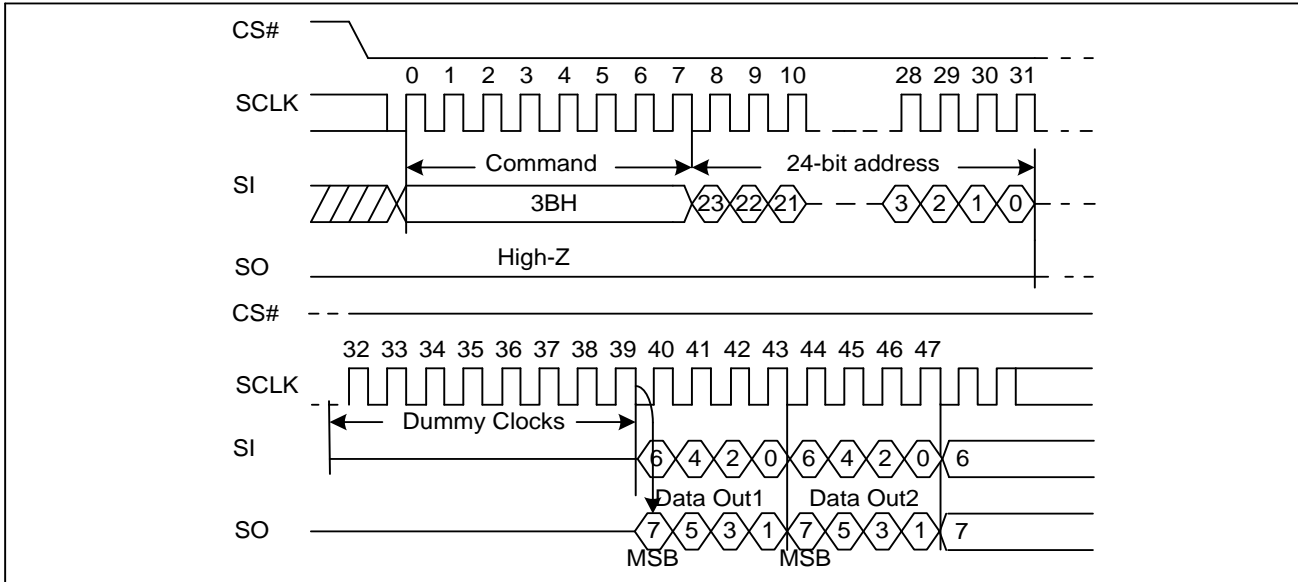 CS#
0 1 2 3 4 5 6 7 8 9 10 28 29 30 31
SCLK
Command 24-bit address
SI
3BH 23 22 21 3 2 1 0
High-Z
SO
CS#
32 33 34 35 36 37 38 39 40 41 42 43 44 45 46 47
SCLK
Dummy Clocks
SI
6 4 2 0 6 4 2 0 6
Data Out1 Data Out2
SO
7 5 3 1 7 5 3 1 7
MSB MSB